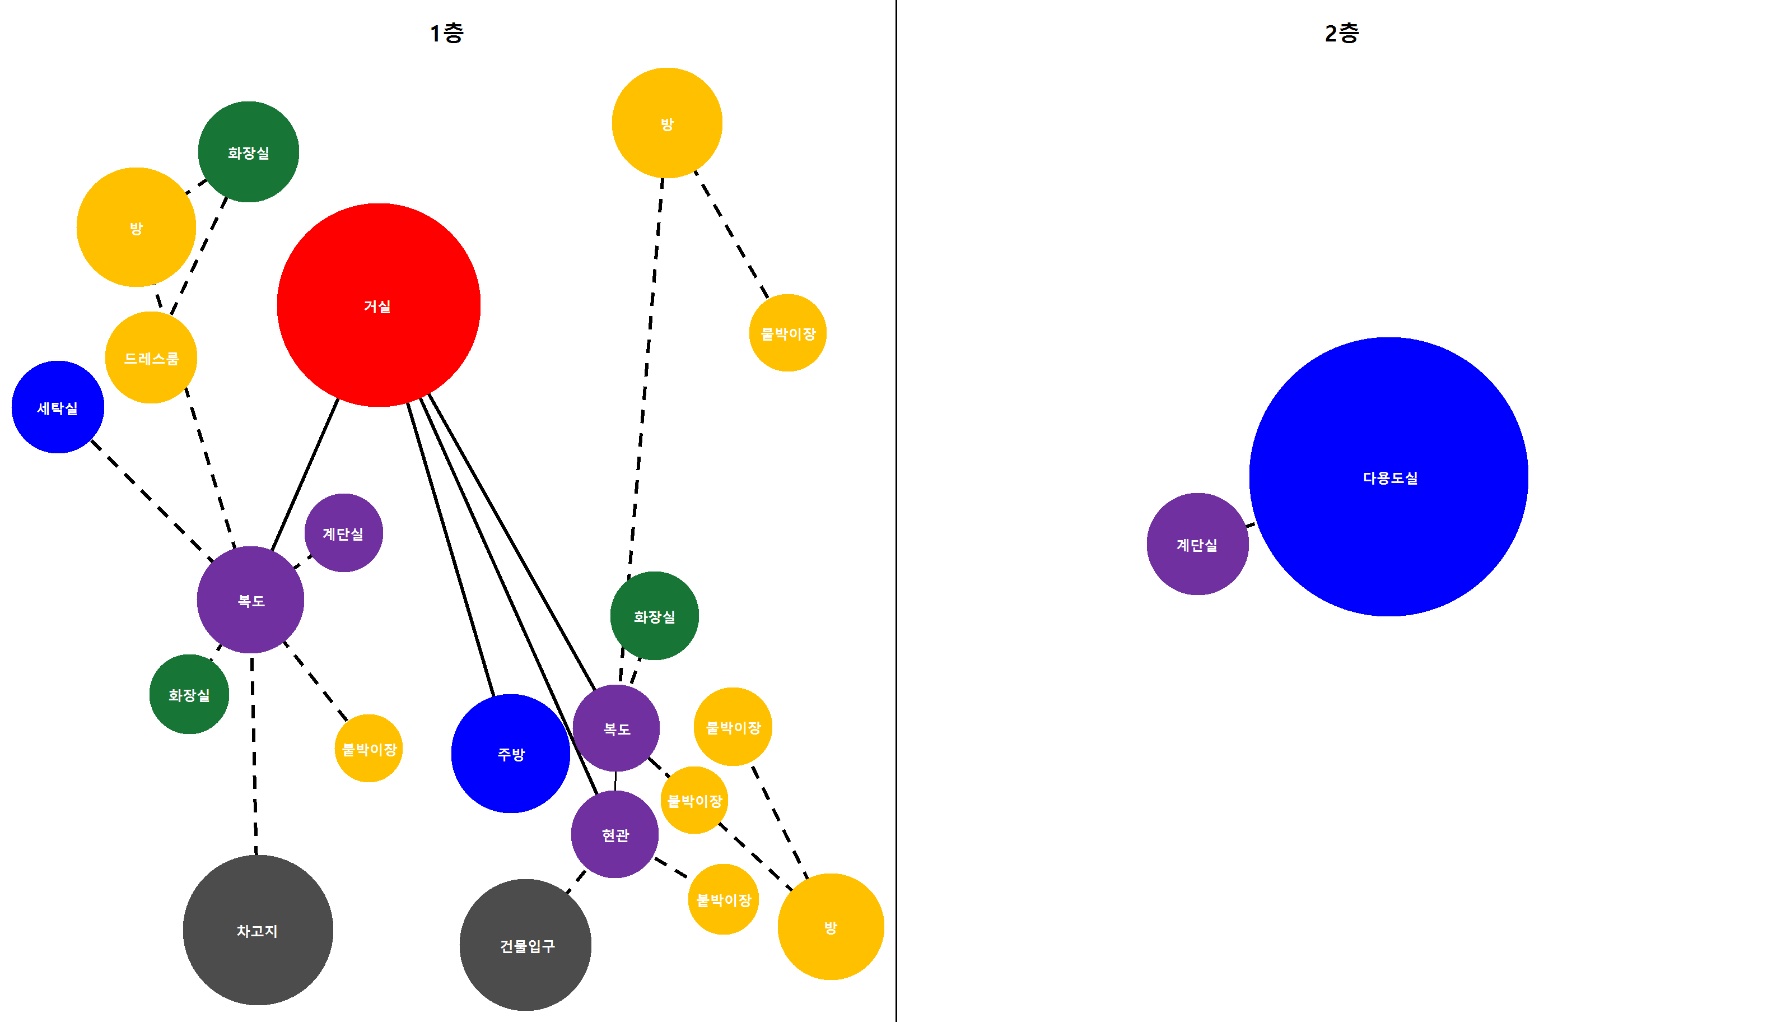 1층
2층
방
화장실
방
거실
붙박이장
드레스룸
세탁실
다용도실
계단실
계단실
복도
화장실
화장실
붙박이장
복도
붙박이장
주방
붙박이장
현관
붙박이장
방
차고지
건물입구